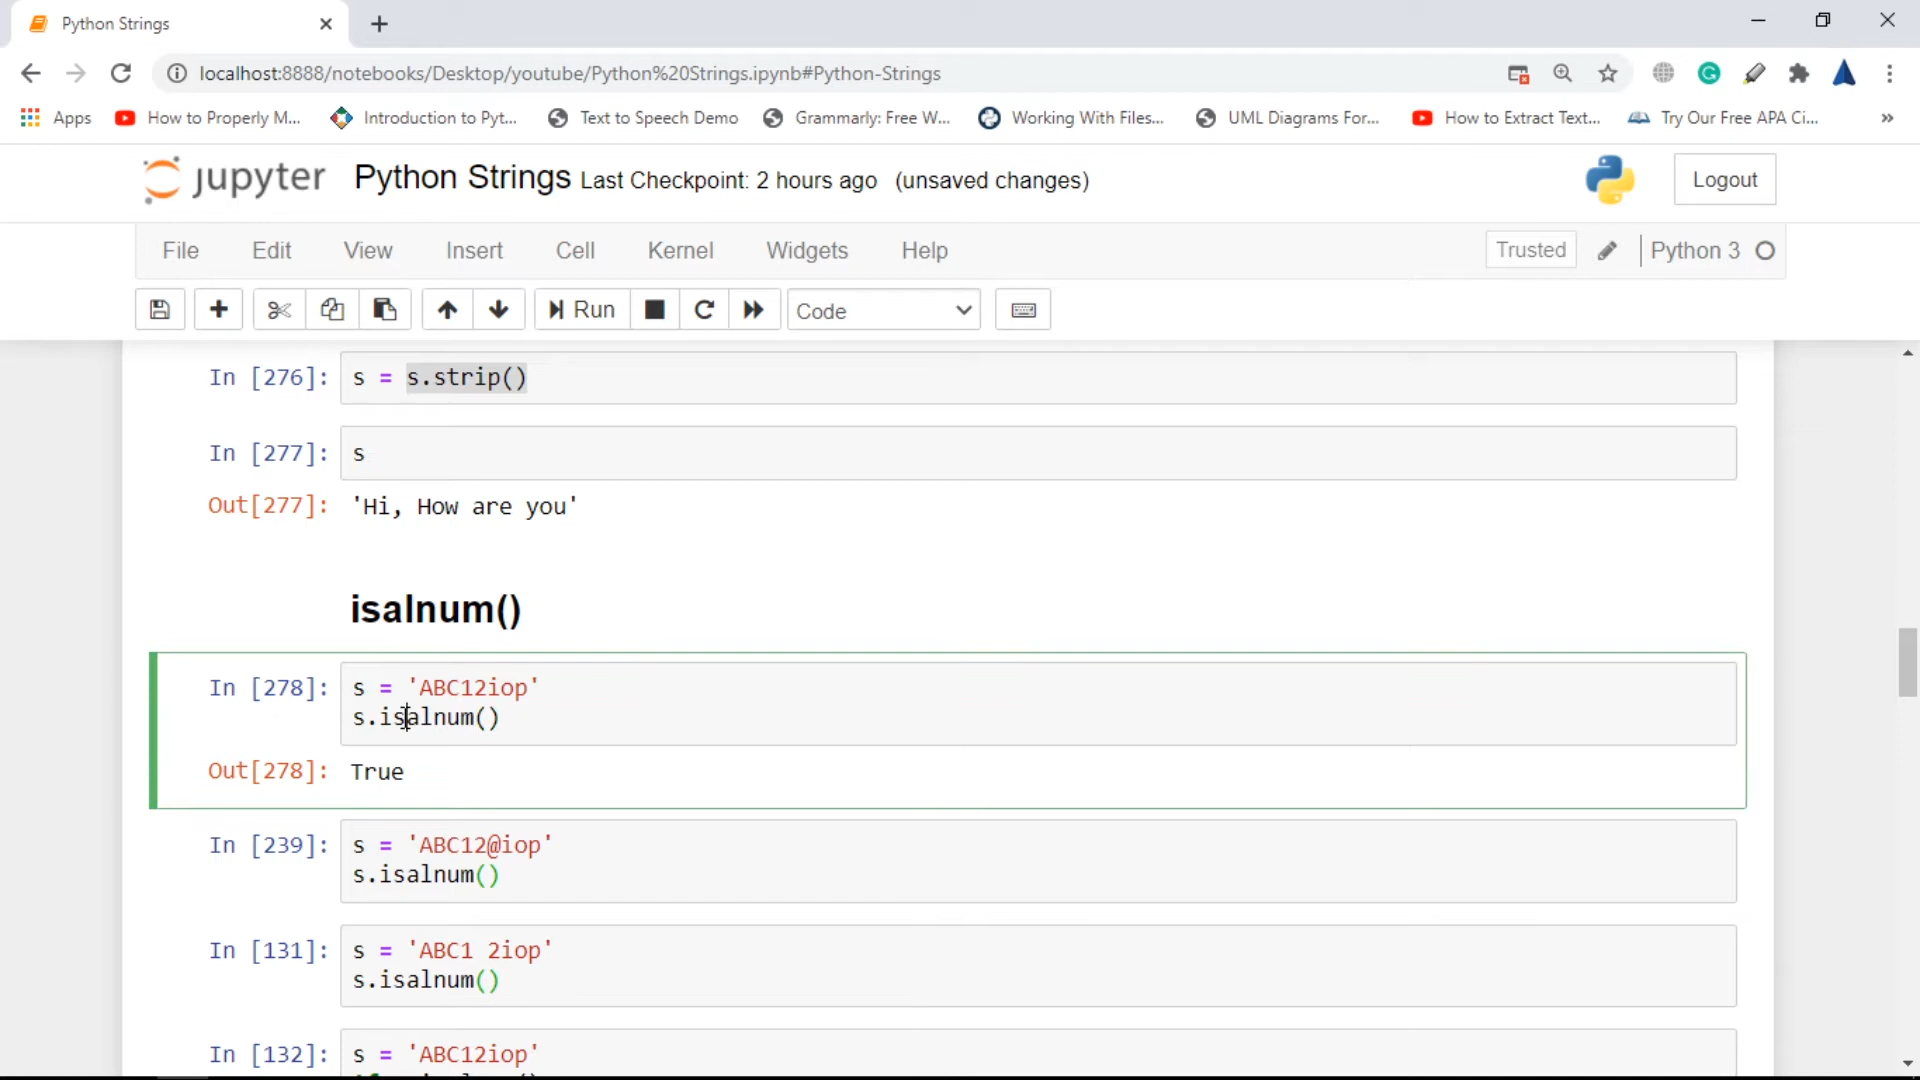 Python Strings
localhost:8888/notebooks/Desktop/youtube/Python%20Strings.ipynb#Python-Strings
Apps How to Properly M... Introduction to Pyt... Text to Speech Demo Grammarly: Free W... Working With Files... UML Diagrams For... How to Extract Text... Try Our Free APA Ci... »
jupyter Python Strings Last Checkpoint: 2 hours ago (unsaved changes) Logout
File Edit View Insert Cell Kernel Widgets Help Trusted Python 3
Run Code
In [276]: s = s.strip()
In [277]: s
Out[277]: 'Hi, How are you'
isalnum()
In [278]: s = 'ABC12iop'
s.isalnum()
Out[278]: True
In [239]: s = 'ABC12@iop'
s.isalnum()
In [131]: s = 'ABC1 2iop'
s.isalnum()
In [132]: s = 'ABC12iop'